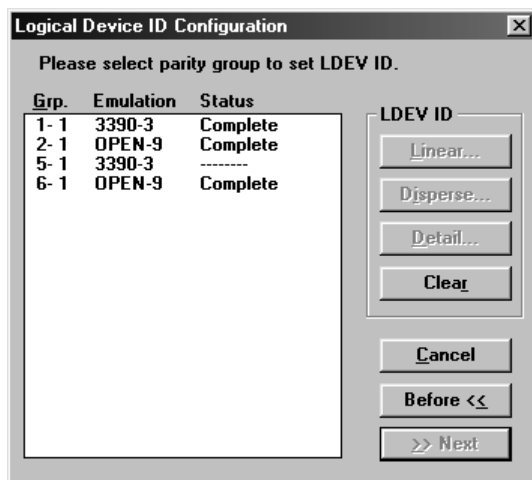 Logical Device ID Configuration
Please select parity group to set LDEV ID.
Grp. Emulation Status
1- 1 3390-3 Complete
2- 1 OPEN-9 Complete
5- 1 3390-3 --------
6- 1 OPEN-9 Complete
LDEV ID
Linear...
Disperse...
Detail...
Clear
Cancel
Before <<
>> Next